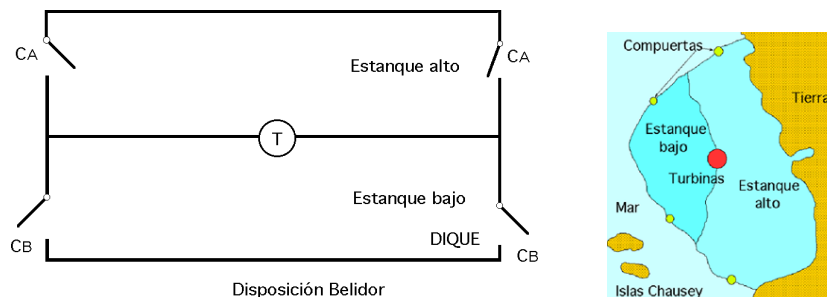 CA
Estanque alto
CA
T
Estanque bajo
CB
DIQUE
CB
Disposición Belidor
Compuertas
Tierra
Estanque
bajo
Turbinas
Estanque
alto
Mar
Islas Chausey